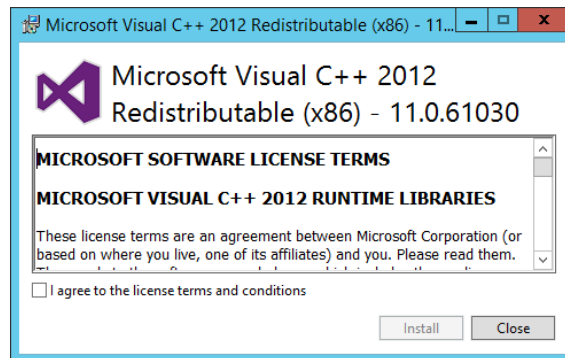 Microsoft Visual C++ 2012 Redistributable (x86) - 11...
Microsoft Visual C++ 2012
Redistributable (x86) - 11.0.61030
MICROSOFT SOFTWARE LICENSE TERMS
MICROSOFT VISUAL C++ 2012 RUNTIME LIBRARIES
These license terms are an agreement between Microsoft Corporation (or
based on where you live, one of its affiliates) and you. Please read them.
I agree to the license terms and conditions
Install Close